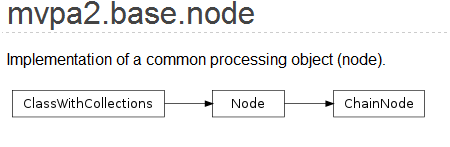 mvpa2.base.node
Implementation of a common processing object (node).
ClassWithCollections Node ChainNode